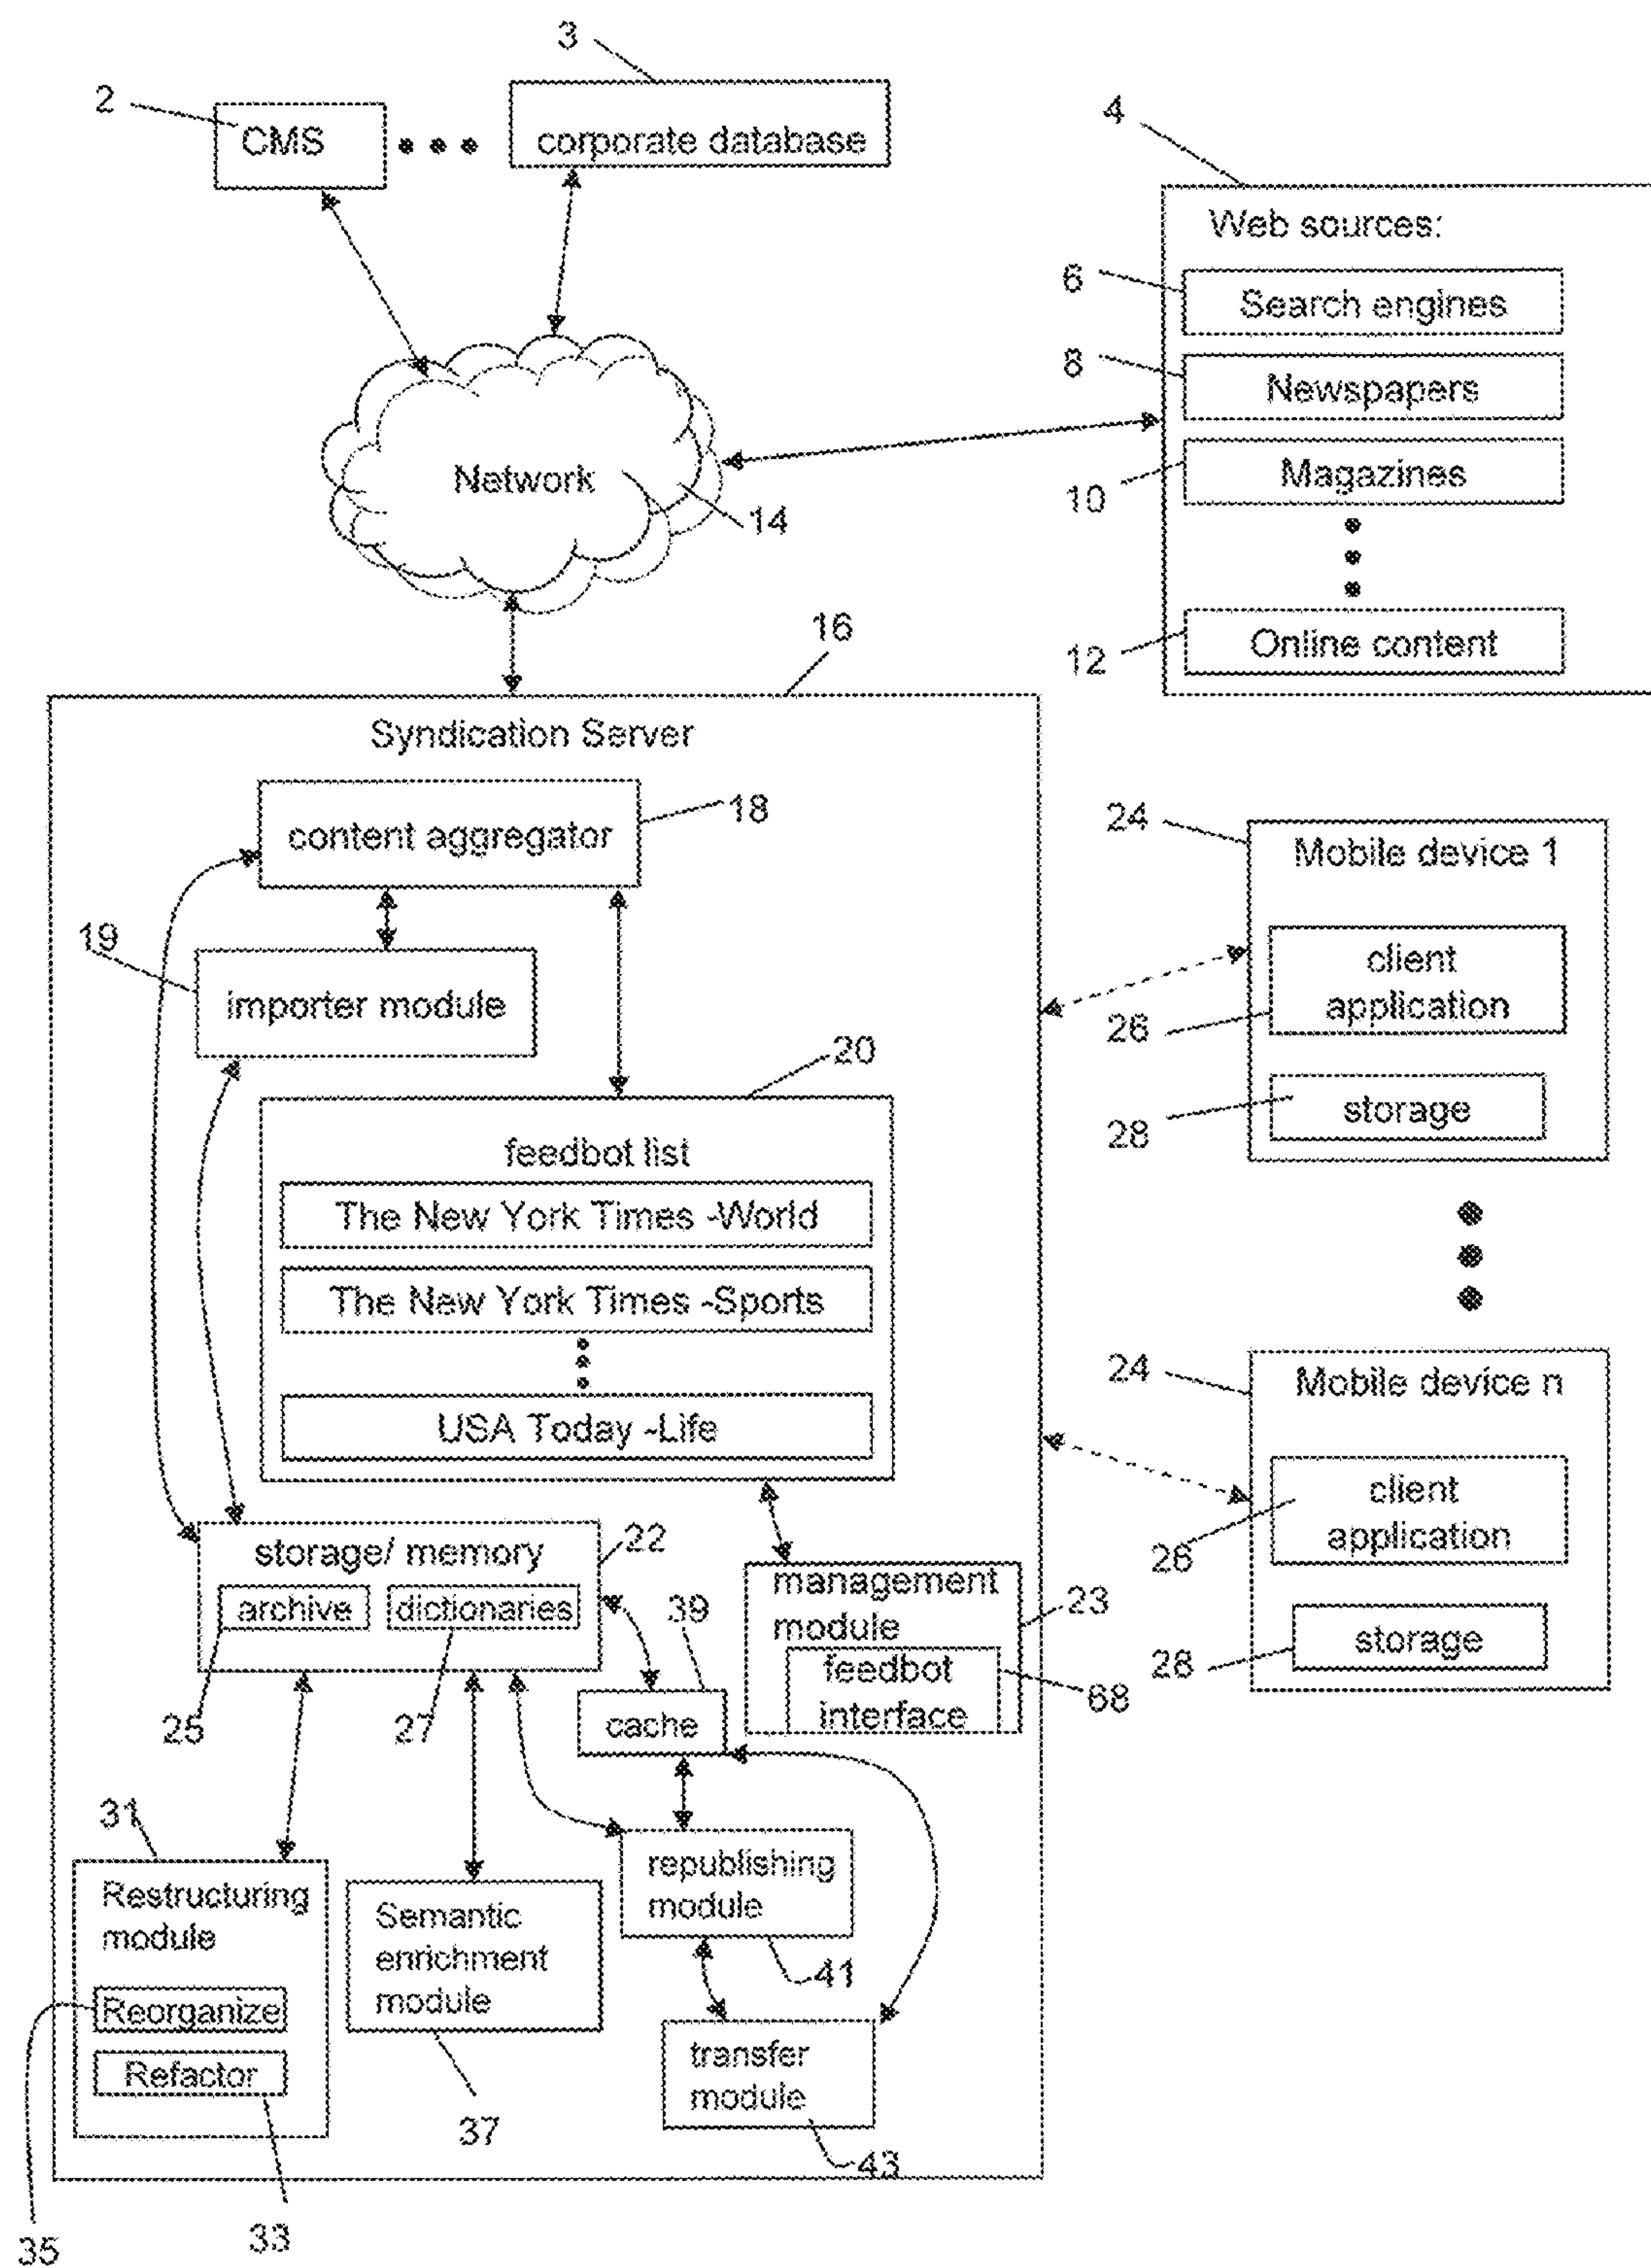 3
2
CMS
corporate database
4
Web sources:
6
Search engines
8
Newspapers
Magazines
10
Network
14
Online content
12
16
Syndication Server
18
content aggregator
24
Mobile device 1
19
importer module
client
application
26
20
storage
28
feedbot list
The New York Times -World
The New York Times -Sports
24
Mobile device n
USA Today -Life
client
application
26
storage/ memory
22
archive
dictionaries
39
management
module
23
feedbot
interface
68
storage
28
25
27
cache
31
Restructuring
module
republishing
module
Semantic
enrichment
module
41
Reorganize
Refactor
transfer
module
37
43
35
33